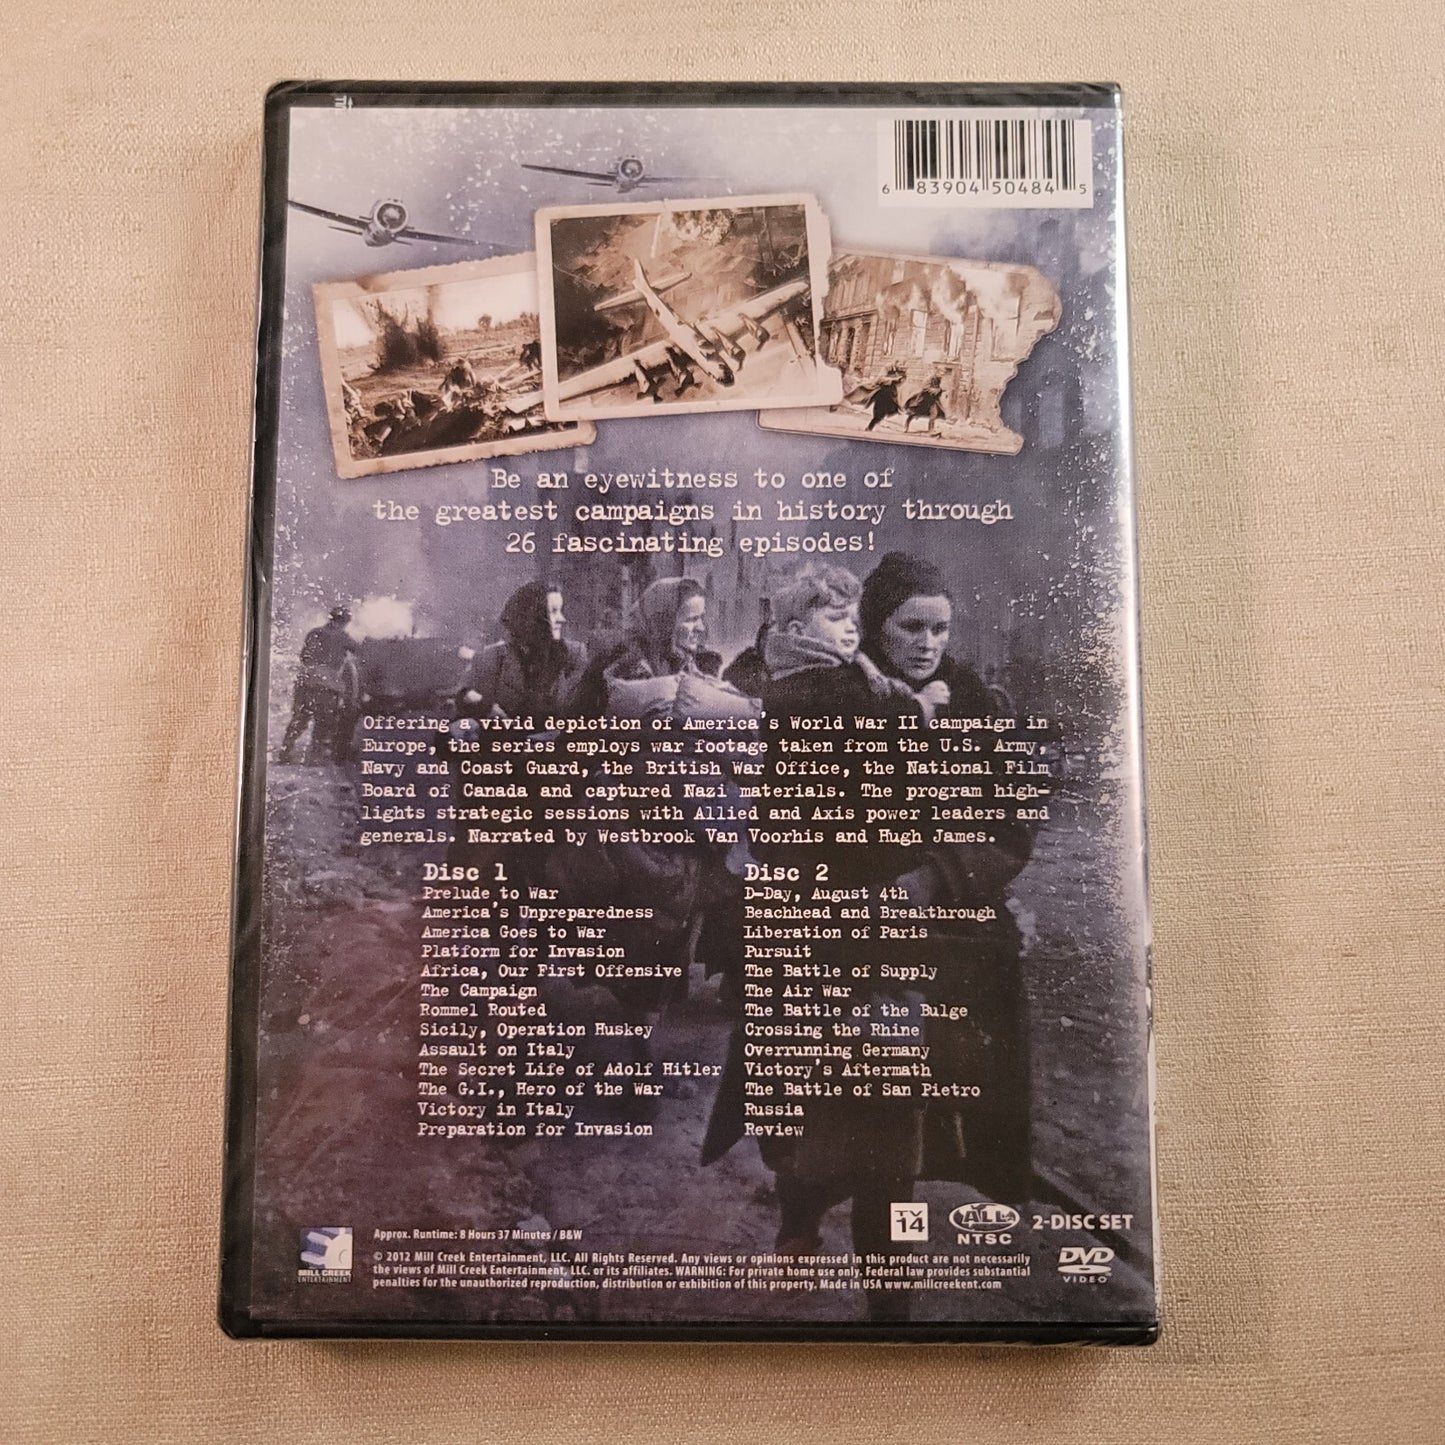 6 83904 50484 5
Be an eyewitness to one of
the greatest campaigns in history through
26 fascinating episodes!
Offering a vivid depiction of America's World War II campaign in
Europe, the series employs war footage taken from the U.S. Army,
Navy and Coast Guard, the British War Office, the National Film
Board of Canada and captured Nazi materials. The program high-
lights strategic sessions with Allied and Axis power leaders and
generals. Narrated by Westbrook Van Voorhis and Hugh James.
Disc 1
Prelude to War
America's Unpreparedness
America Goes to War
Platform for Invasion
Africa, Our First Offensive
The Campaign
Rommel Routed
Sicily, Operation Huskey
Assault on Italy
The Secret Life of Adolf Hitler
The G.I., Hero of the War
Victory in Italy
Preparation for Invasion
Disc 2
D-Day, August 4th
Beachhead and Breakthrough
Liberation of Paris
Pursuit
The Battle of Supply
The Air War
The Battle of the Bulge
Crossing the Rhine
Overrunning Germany
Victory's Aftermath
The Battle of San Pietro
Russia
Review
MILL CREEK
ENTERTAINMENT
Approx. Runtime: 8 Hours 37 Minutes / B&W
© 2012 Mill Creek Entertainment, LLC. All Rights Reserved. Any views or opinions expressed in this product are not necessarily
the views of Mill Creek Entertainment, LLC. or its affiliates. WARNING: For private home use only. Federal law provides substantial
penalties for the unauthorized reproduction, distribution or exhibition of this property. Made in USA www.millcreekent.com
TV
14
ALL
NTSC
2-DISC SET
DVD
VIDEO